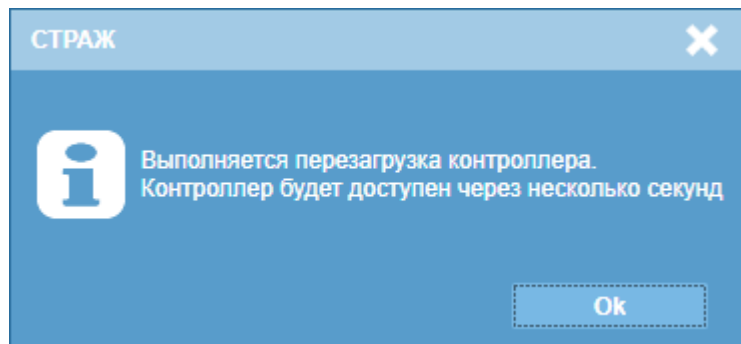 СТРАЖ
Выполняется перезагрузка контроллера.
Контроллер будет доступен через несколько секунд
Ok